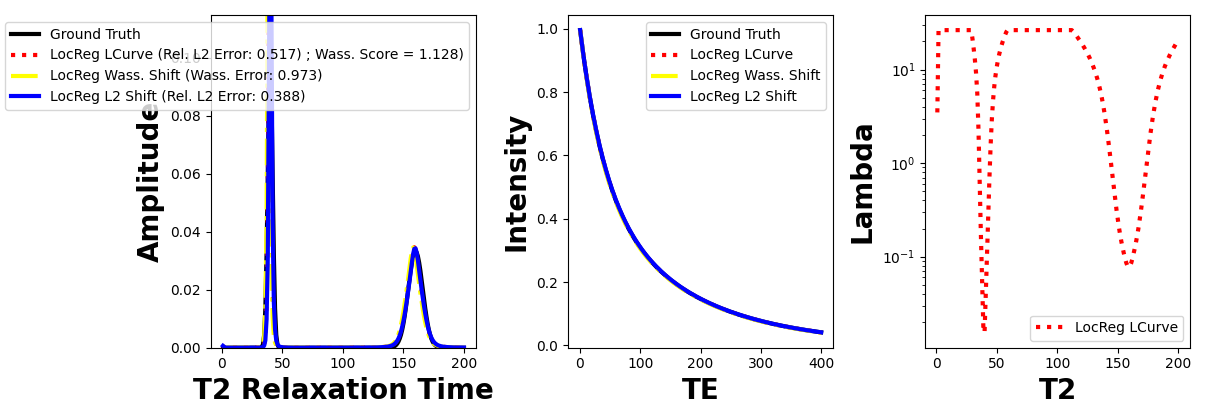 Ground Truth
LocReg LCurve (Rel. L2 Error: 0.517) ; Wass. Score = 1.128)
LocReg Wass. Shift (Wass. Error: 0.973)
LocReg L2 Shift (Rel. L2 Error: 0.388)
0.10
0.08
0.06
0.04
0.02
0.00
0
50
100
150
200
Amplitude
T2 Relaxation Time
Ground Truth
LocReg LCurve
LocReg Wass. Shift
LocReg L2 Shift
1.0
0.8
0.6
0.4
0.2
0.0
0
100
200
300
400
Intensity
TE
10¹
10⁰
10⁻¹
0
50
100
150
200
Lambda
T2
LocReg LCurve